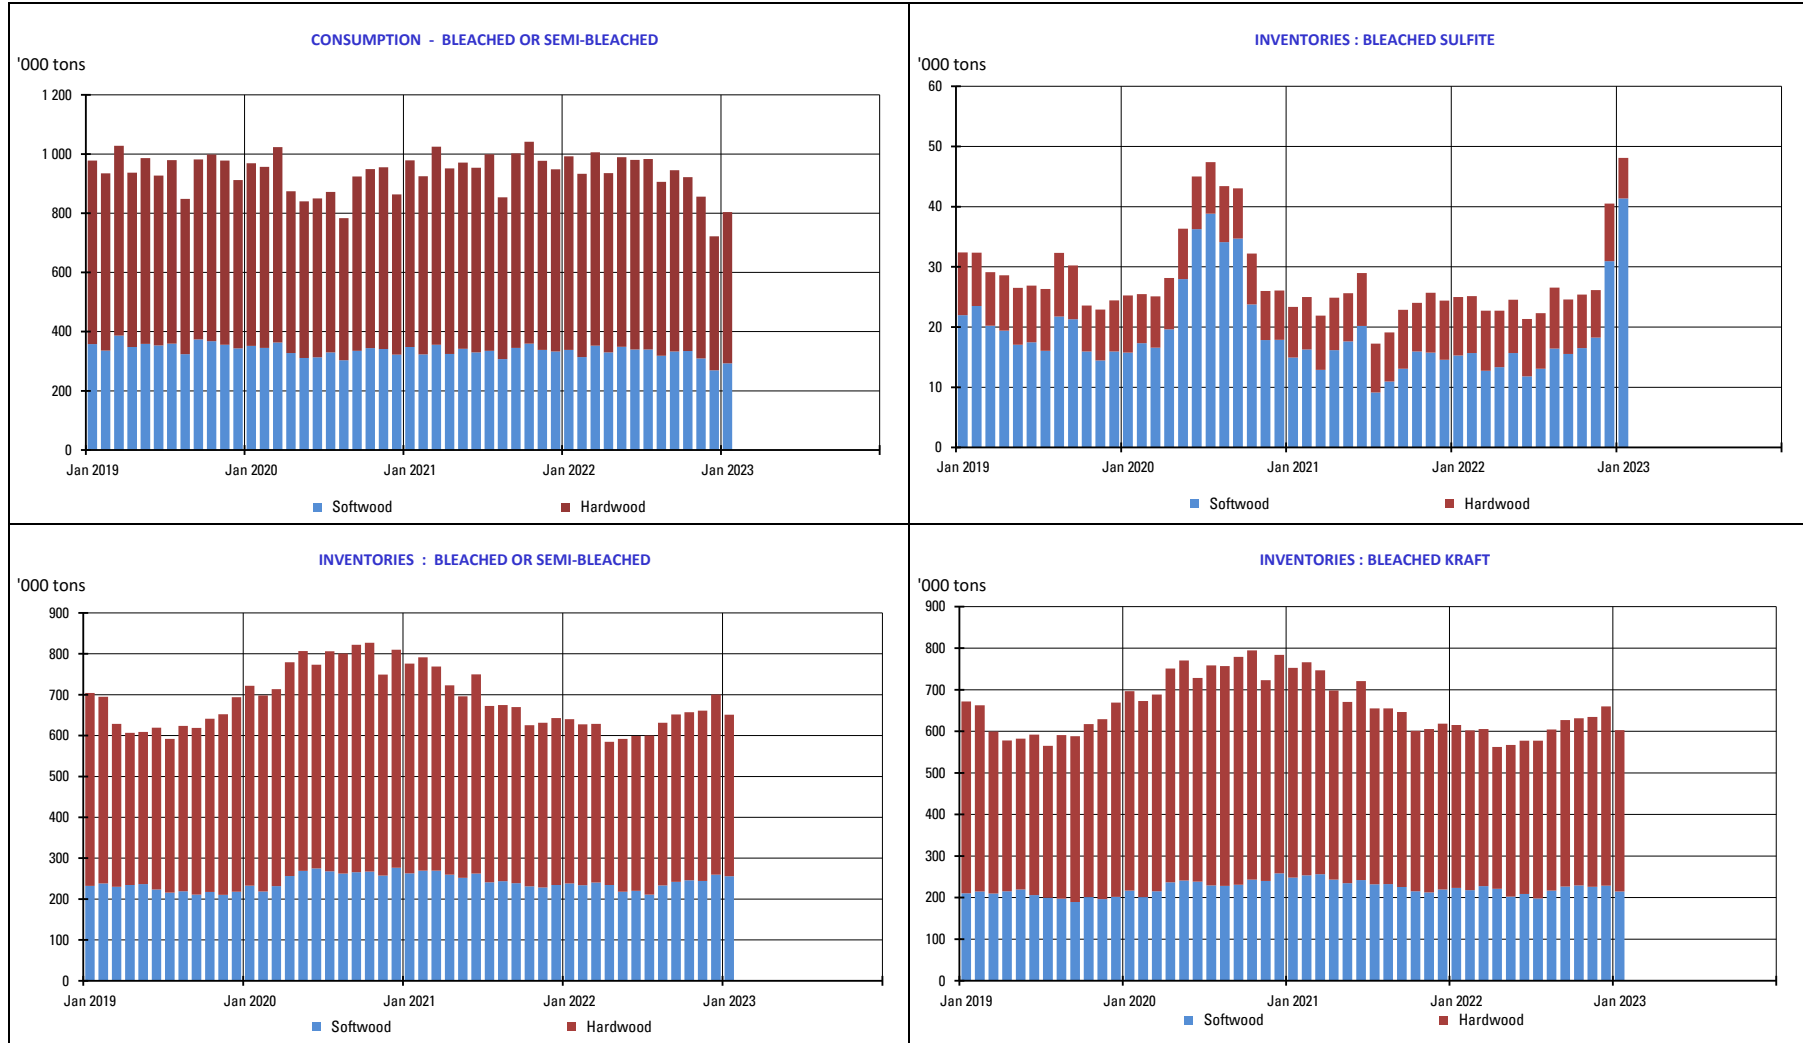 CONSUMPTION - BLEACHED OR SEMI-BLEACHED
'000 tons
1 200
1 000
800
600
400
200
0
Jan 2019 Jan 2020 Jan 2021 Jan 2022 Jan 2023
Softwood Hardwood
INVENTORIES : BLEACHED SULFITE
'000 tons
60
50
40
30
20
10
0
Jan 2019 Jan 2020 Jan 2021 Jan 2022 Jan 2023
Softwood Hardwood
INVENTORIES : BLEACHED OR SEMI-BLEACHED
'000 tons
900
800
700
600
500
400
300
200
100
0
Jan 2019 Jan 2020 Jan 2021 Jan 2022 Jan 2023
Softwood Hardwood
INVENTORIES : BLEACHED KRAFT
'000 tons
900
800
700
600
500
400
300
200
100
0
Jan 2019 Jan 2020 Jan 2021 Jan 2022 Jan 2023
Softwood Hardwood